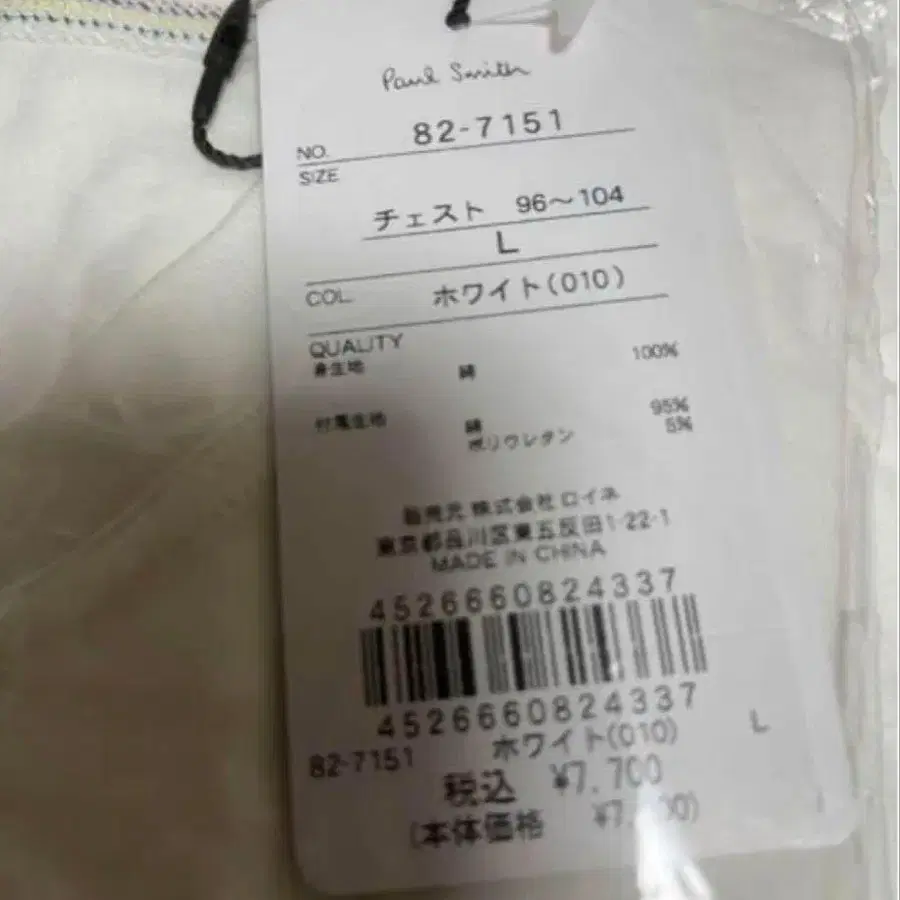 Paul Smith
NO. 82-7151
SIZE
チェスト 96～104
L
COL. ホワイト(010)
QUALITY
身生地 綿 100%
付属生地 綿 95%
ポリウレタン 5%
発売元 株式会社 ロイネ
東京都品川区東五反田1-22-1
MADE IN CHINA
4526660824337
4526660824337
82-7151 ホワイト(010) L
税込 ¥7,700
(本体価格